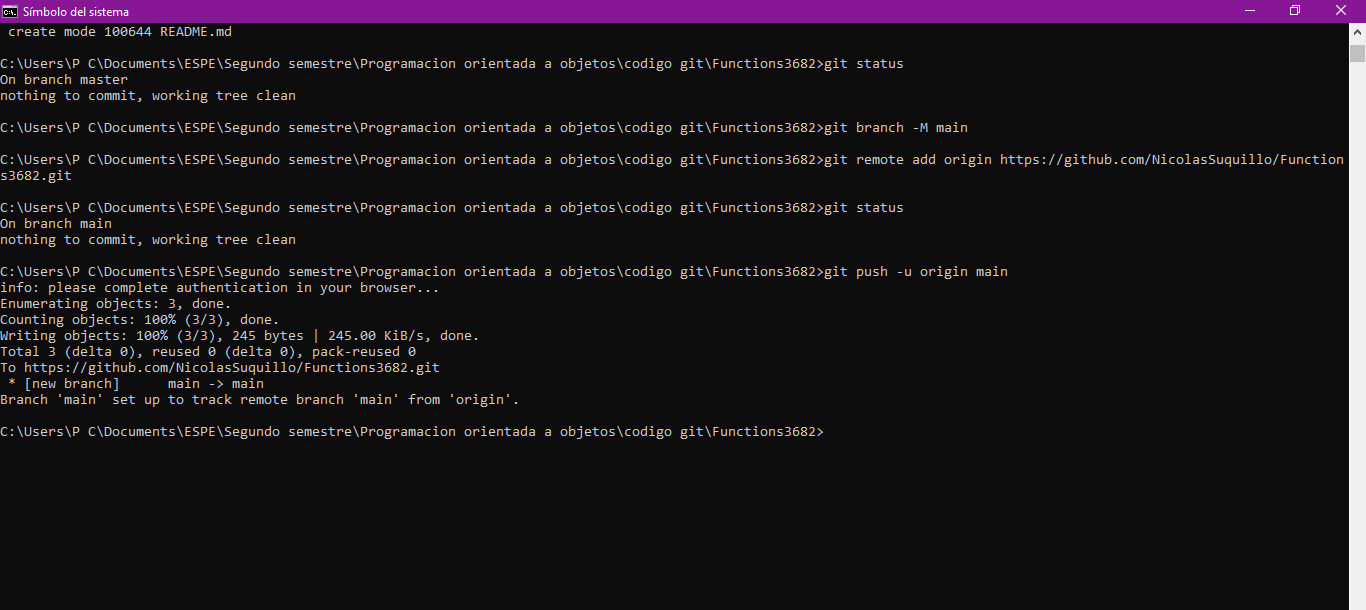 Símbolo del sistema
create mode 100644 README.md
C:\Users\P C\Documents\ESPE\Segundo semestre\Programacion orientada a objetos\codigo git\Functions3682>git status
On branch master
nothing to commit, working tree clean
C:\Users\P C\Documents\ESPE\Segundo semestre\Programacion orientada a objetos\codigo git\Functions3682>git branch -M main
C:\Users\P C\Documents\ESPE\Segundo semestre\Programacion orientada a objetos\codigo git\Functions3682>git remote add origin https://github.com/NicolasSuquillo/Function
s3682.git
C:\Users\P C\Documents\ESPE\Segundo semestre\Programacion orientada a objetos\codigo git\Functions3682>git status
On branch main
nothing to commit, working tree clean
C:\Users\P C\Documents\ESPE\Segundo semestre\Programacion orientada a objetos\codigo git\Functions3682>git push -u origin main
info: please complete authentication in your browser...
Enumerating objects: 3, done.
Counting objects: 100% (3/3), done.
Writing objects: 100% (3/3), 245 bytes | 245.00 KiB/s, done.
Total 3 (delta 0), reused 0 (delta 0), pack-reused 0
To https://github.com/NicolasSuquillo/Functions3682.git
* [new branch]      main -> main
Branch 'main' set up to track remote branch 'main' from 'origin'.
C:\Users\P C\Documents\ESPE\Segundo semestre\Programacion orientada a objetos\codigo git\Functions3682>